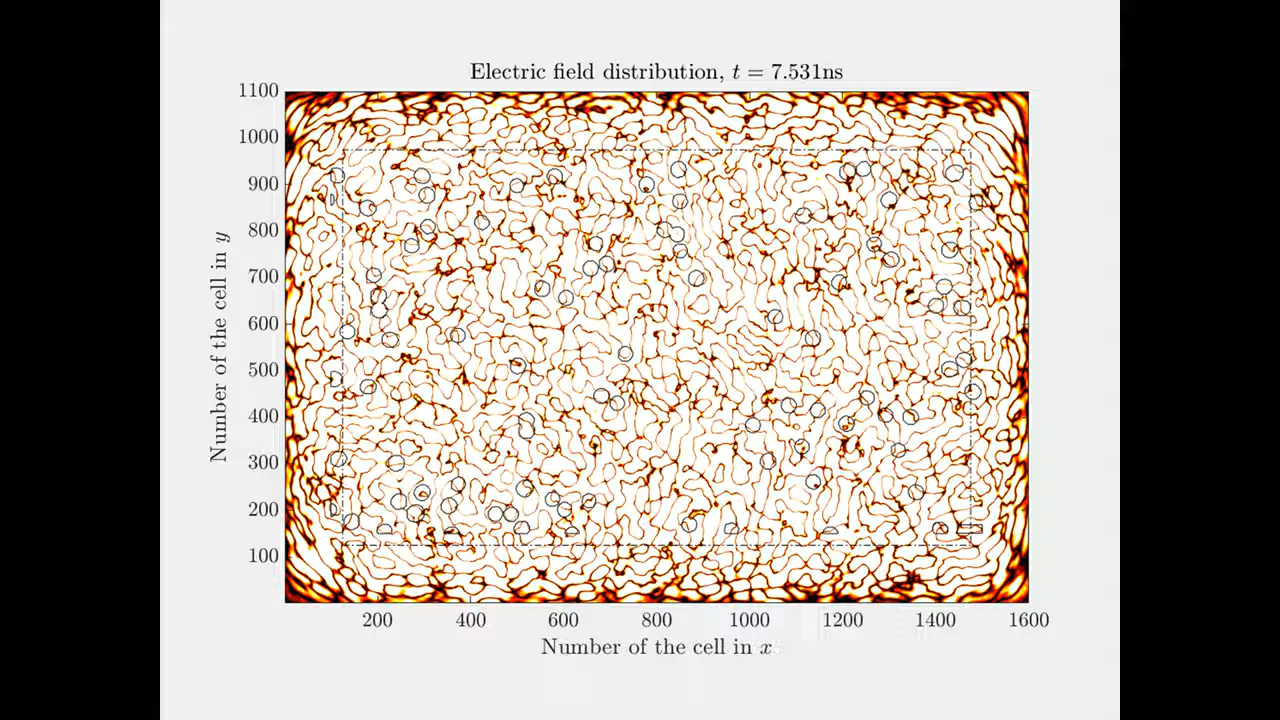 Electric field distribution, t = 7.531ns
1100
1000
900
800
700
600
500
400
300
200
100
Number of the cell in y
200 400 600 800 1000 1200 1400 1600
Number of the cell in x